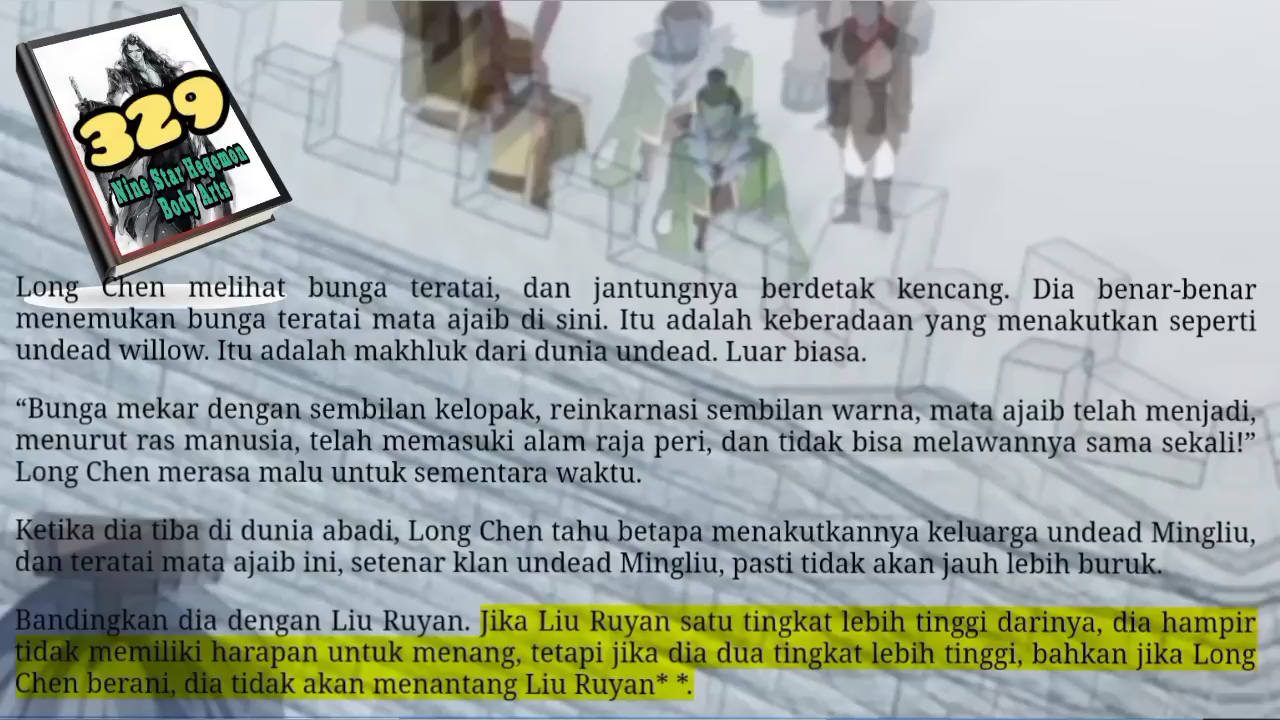 329
Nine Star Hegemon
Body Arts
Long Chen melihat bunga teratai, dan jantungnya berdetak kencang. Dia benar-benar
menemukan bunga teratai mata ajaib di sini. Itu adalah keberadaan yang menakutkan seperti
undead willow. Itu adalah makhluk dari dunia undead. Luar biasa.
“Bunga mekar dengan sembilan kelopak, reinkarnasi sembilan warna, mata ajaib telah menjadi,
menurut ras manusia, telah memasuki alam raja peri, dan tidak bisa melawannya sama sekali!”
Long Chen merasa malu untuk sementara waktu.
Ketika dia tiba di dunia abadi, Long Chen tahu betapa menakutkannya keluarga undead Mingliu,
dan teratai mata ajaib ini, setenar klan undead Mingliu, pasti tidak akan jauh lebih buruk.
Bandingkan dia dengan Liu Ruyan. Jika Liu Ruyan satu tingkat lebih tinggi darinya, dia hampir
tidak memiliki harapan untuk menang, tetapi jika dia dua tingkat lebih tinggi, bahkan jika Long
Chen berani, dia tidak akan menantang Liu Ruyan* *.